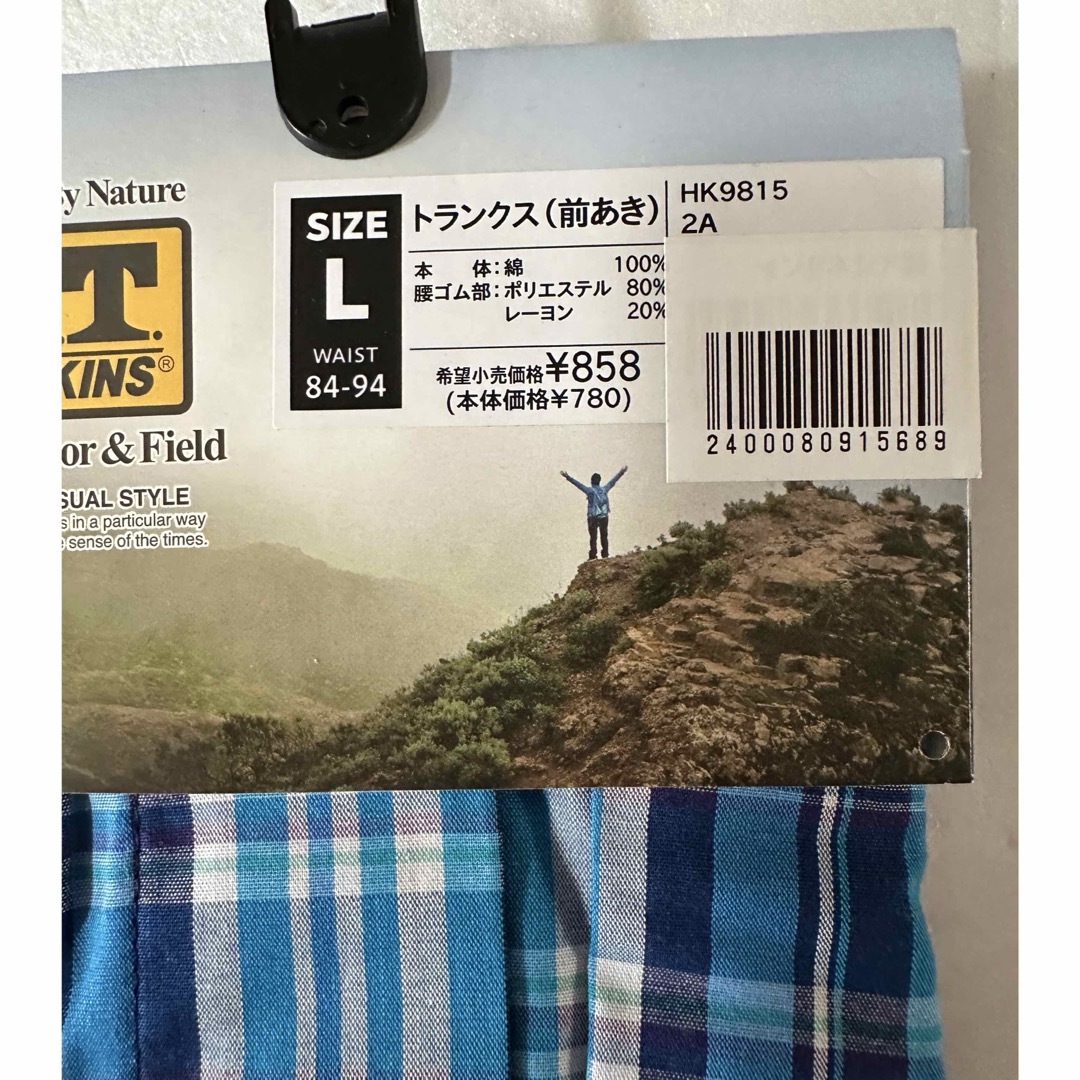 Nature
.T.
KINS®
or & Field
SUAL STYLE
s in a particular way
sense of the times.
SIZE
L
WAIST
84-94
トランクス(前あき)
本 体:綿 100%
腰ゴム部:ポリエステル 80%
レーヨン 20%
希望小売価格¥858
(本体価格¥780)
HK9815
2A
2400080915689